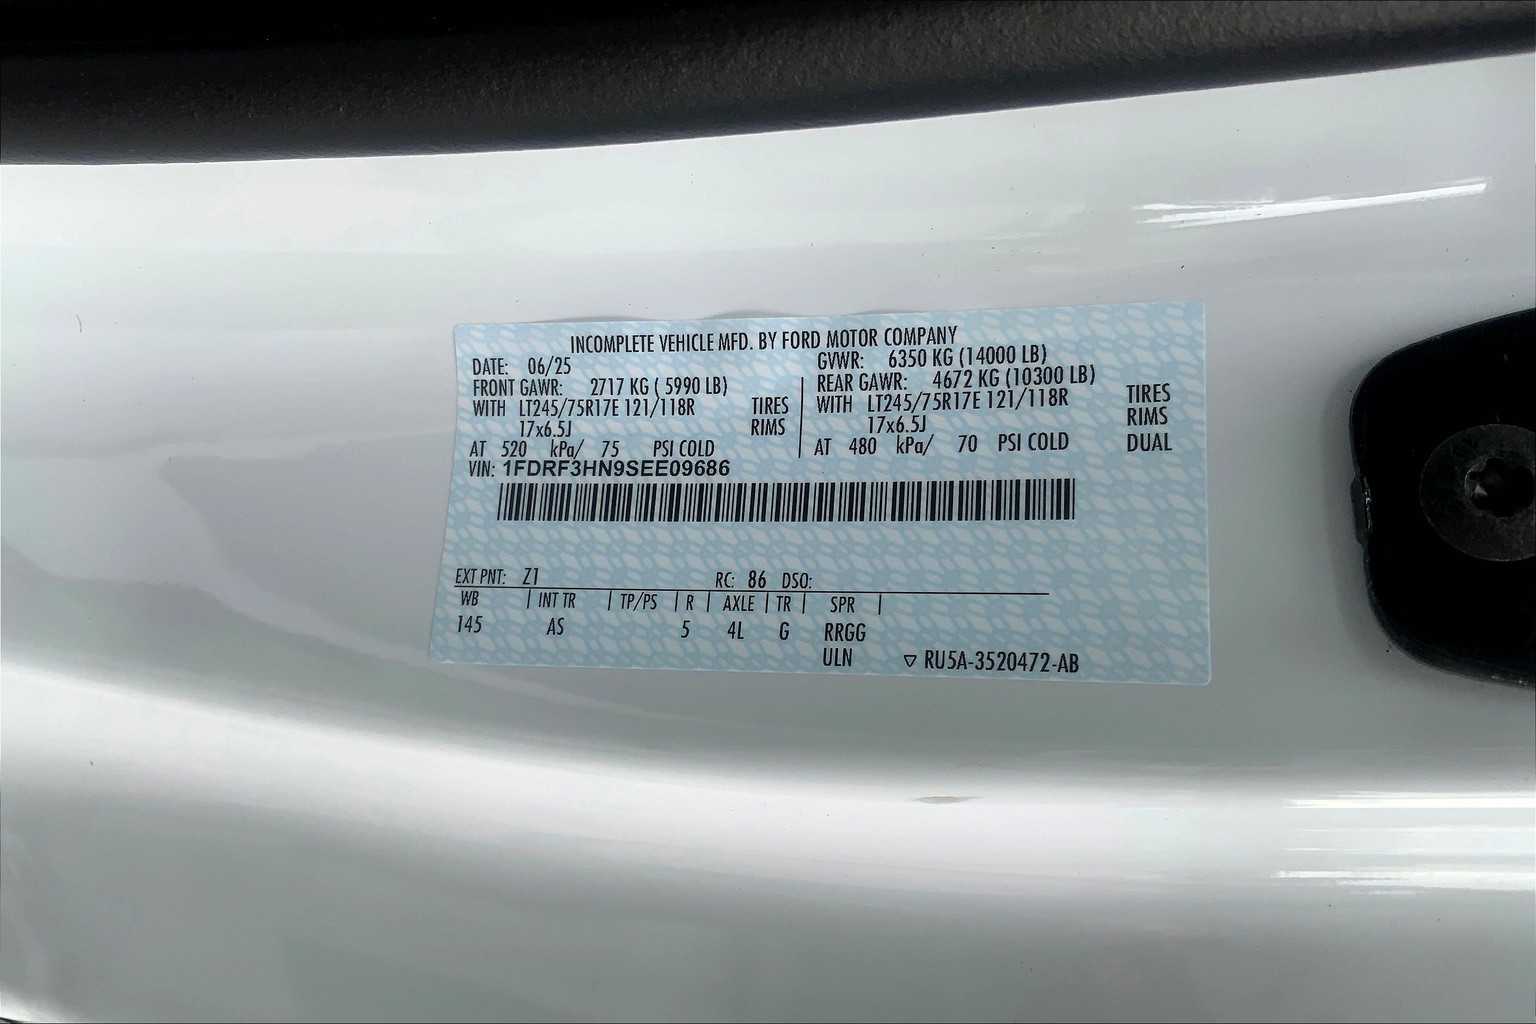 INCOMPLETE VEHICLE MFD. BY FORD MOTOR COMPANY
DATE: 06/25 GVWR: 6350 KG (14000 LB)
FRONT GAWR: 2717 KG ( 5990 LB) REAR GAWR: 4672 KG (10300 LB)
WITH LT245/75R17E 121/118R TIRES WITH LT245/75R17E 121/118R TIRES
17x6.5J RIMS 17x6.5J RIMS
AT 520 kPa/ 75 PSI COLD AT 480 kPa/ 70 PSI COLD DUAL
VIN: 1FDRF3HN9SEE09686
EXT PNT: Z1 RC: 86 DSO:
WB | INT TR | TP/PS | R | AXLE | TR | SPR |
145 AS 5 4L G RRGG
ULN ▽ RU5A-3520472-AB